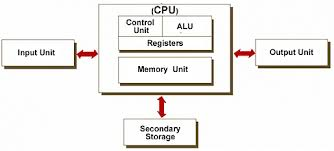 (CPU)
Control
Unit
ALU
Registers
Memory Unit
Input Unit
Output Unit
Secondary
Storage